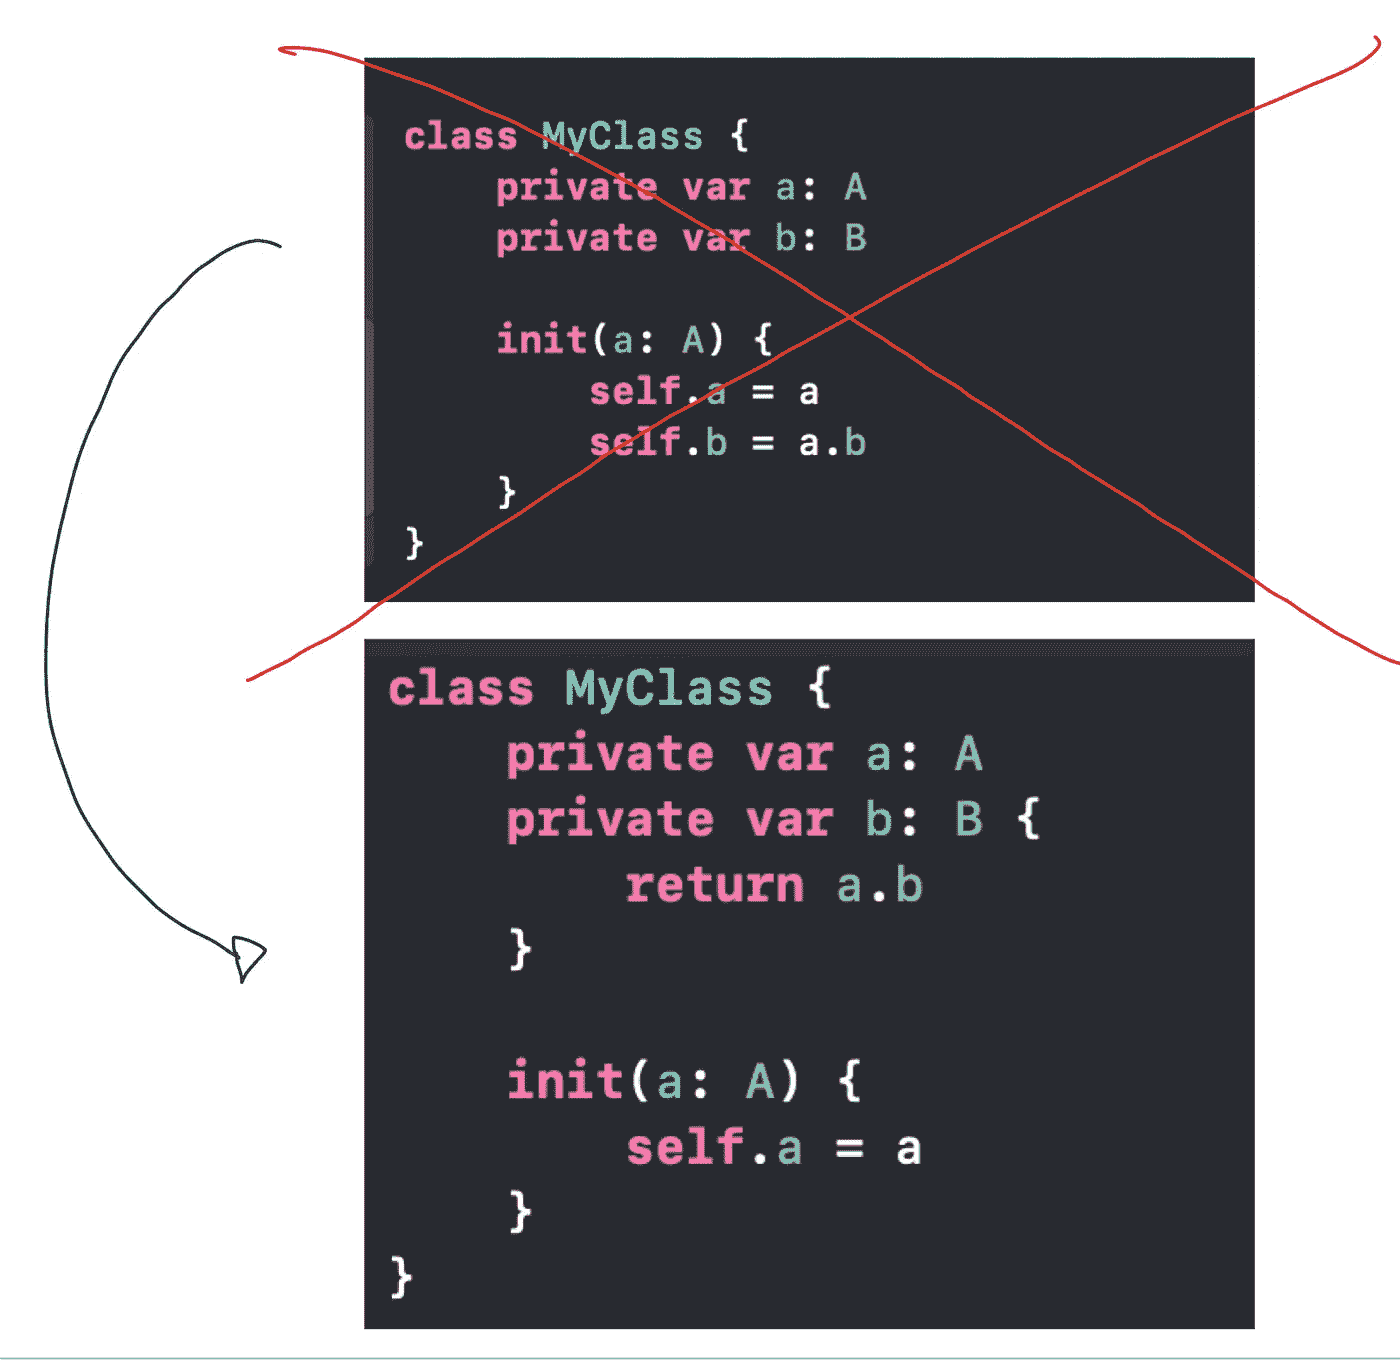 class MyClass {
    private var a: A
    private var b: B

    init(a: A) {
        self.a = a
        self.b = a.b
    }
}
class MyClass {
    private var a: A
    private var b: B {
        return a.b
    }

    init(a: A) {
        self.a = a
    }
}